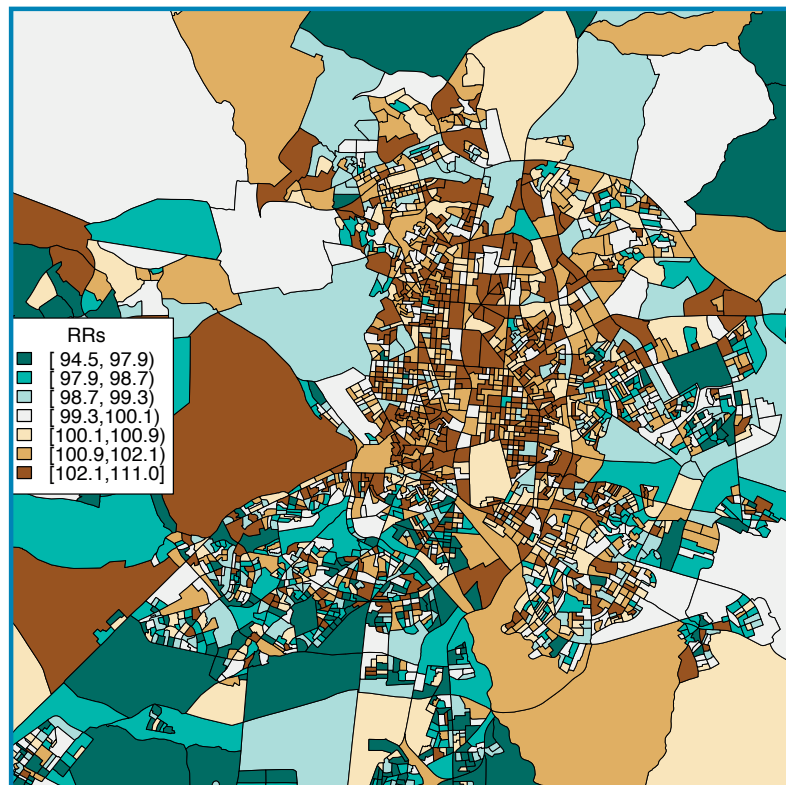 RRs
[ 94.5, 97.9)
[ 97.9, 98.7)
[ 98.7, 99.3)
[ 99.3,100.1)
[100.1,100.9)
[100.9,102.1)
[102.1,111.0]